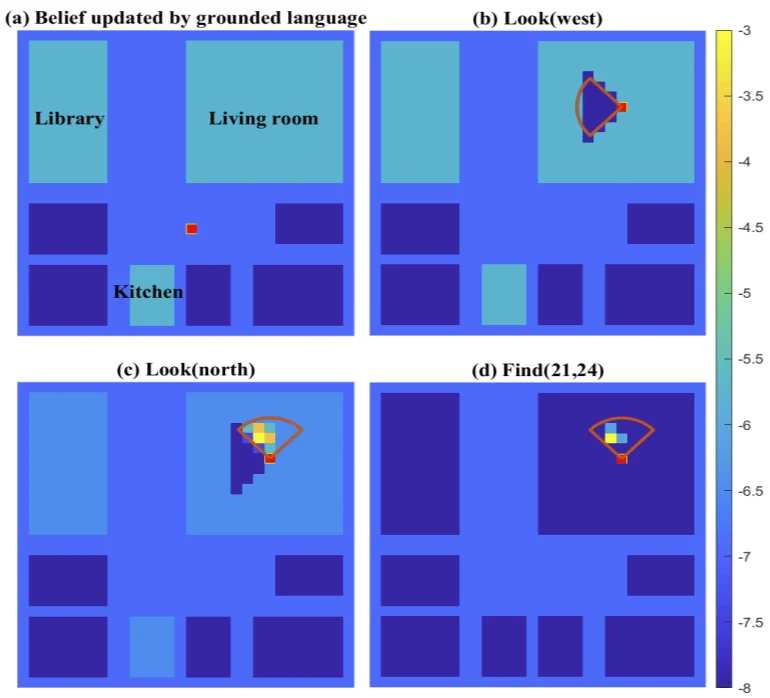 (a) Belief updated by grounded language
(b) Look(west)
Library
Living room
Kitchen
(c) Look(north)
(d) Find(21,24)
-3
-3.5
-4
-4.5
-5
-5.5
-6
-6.5
-7
-7.5
-8